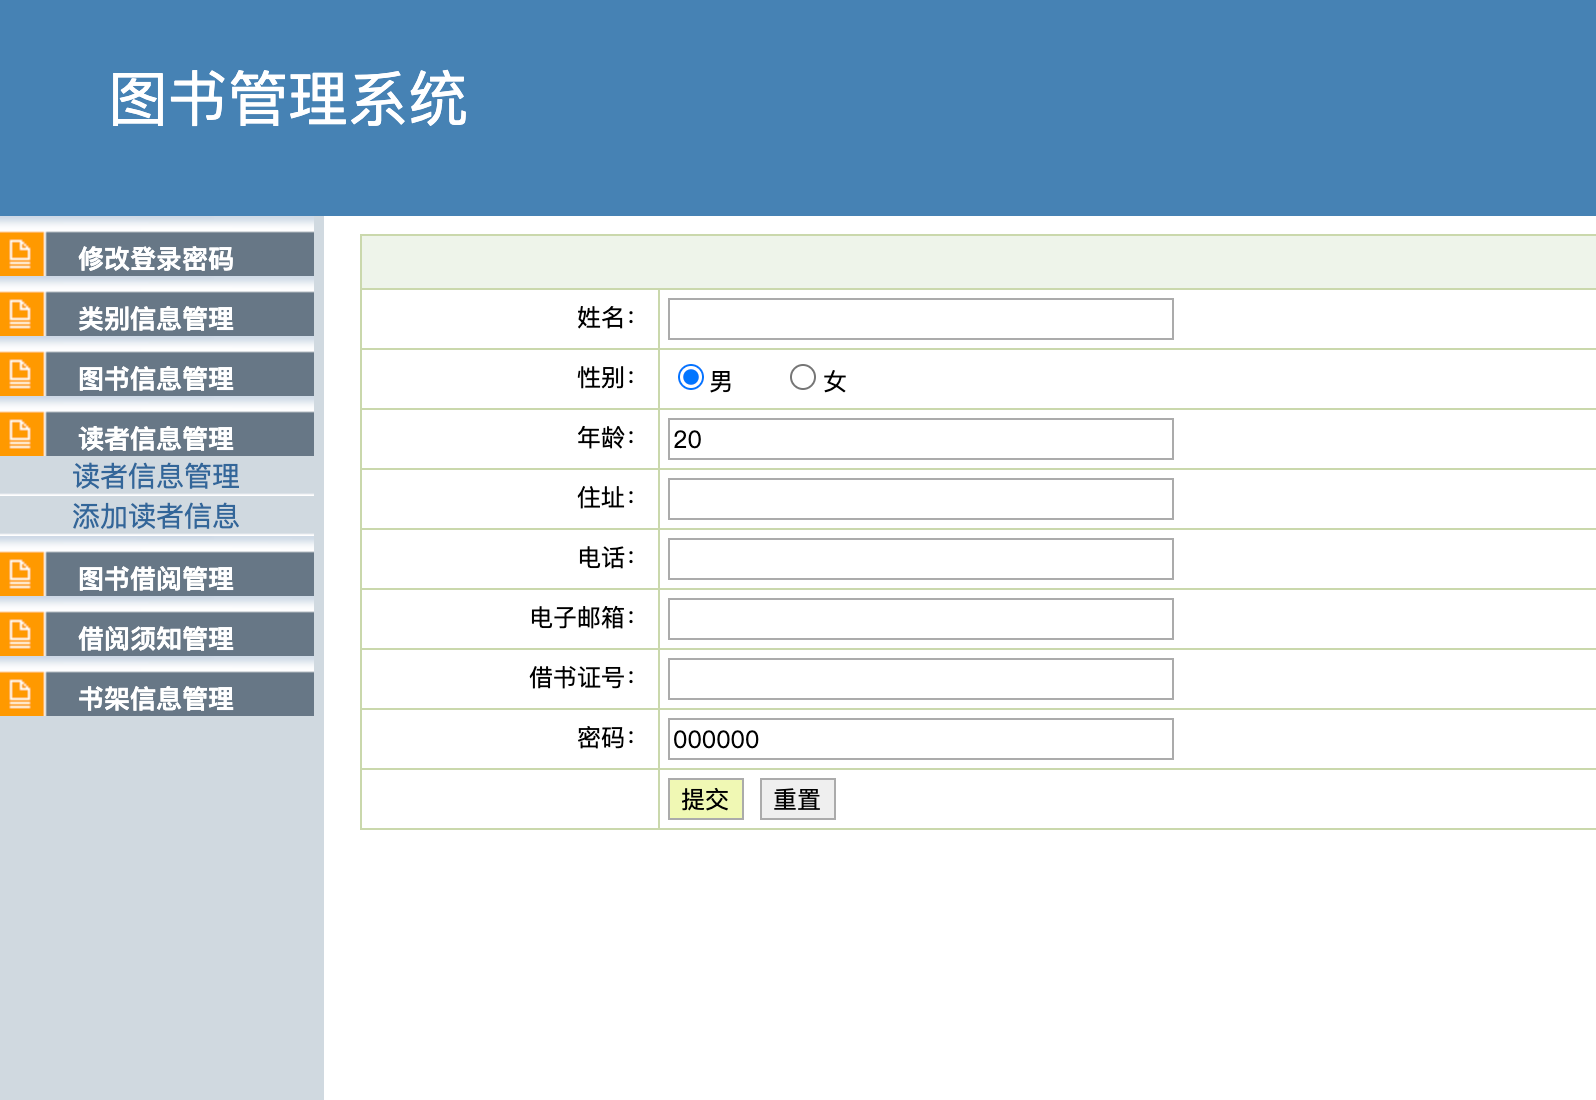 图书管理系统
修改登录密码
类别信息管理
图书信息管理
读者信息管理
读者信息管理
添加读者信息
图书借阅管理
借阅须知管理
书架信息管理
姓名：
性别： 男 女
年龄： 20
住址：
电话：
电子邮箱：
借书证号：
密码： 000000
提交 重置